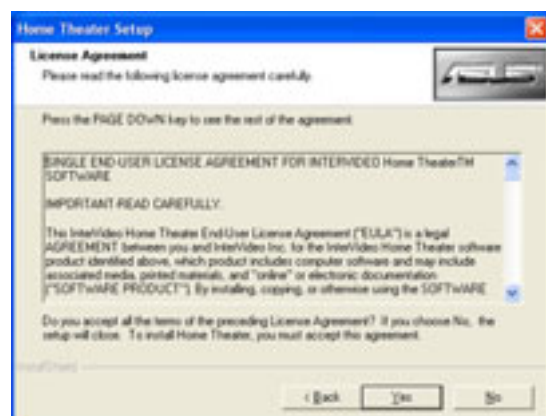 Home Theater Setup
License Agreement
Please read the following license agreement carefully.
ASUS
Press the PAGE DOWN key to see the rest of the agreement.
SINGLE END-USER LICENSE AGREEMENT FOR INTERVIDEO Home TheaterTM
SOFTWARE
IMPORTANT-READ CAREFULLY:
This InterVideo Home Theater End-User License Agreement ("EULA") is a legal
AGREEMENT between you and InterVideo Inc. for the InterVideo Home Theater software
product identified above, which product includes computer software and may include
associated media, printed materials, and "online" or electronic documentation
("SOFTWARE PRODUCT"). By installing, copying, or otherwise using the SOFTWARE
Do you accept all the terms of the preceding License Agreement? If you choose No, the
setup will close. To install Home Theater, you must accept this agreement.
InstallShield
< Back
Yes
No